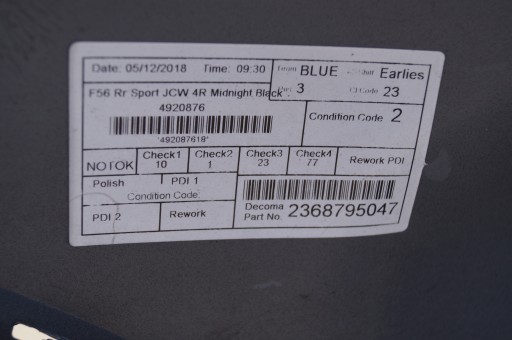 Date: 05/12/2018 Time: 09:30 Team BLUE Shift Earlies
F56 Rr Sport JCW 4R Midnight Black 3 Code 23
4920876
Condition Code 2
*492087618*
NOTOK Check1 10 Check2 1 Check3 23 Check4 77 Rework PDI
Polish PDI 1
Condition Code:
PDI 2 Rework Decoma Part No. 2368795047